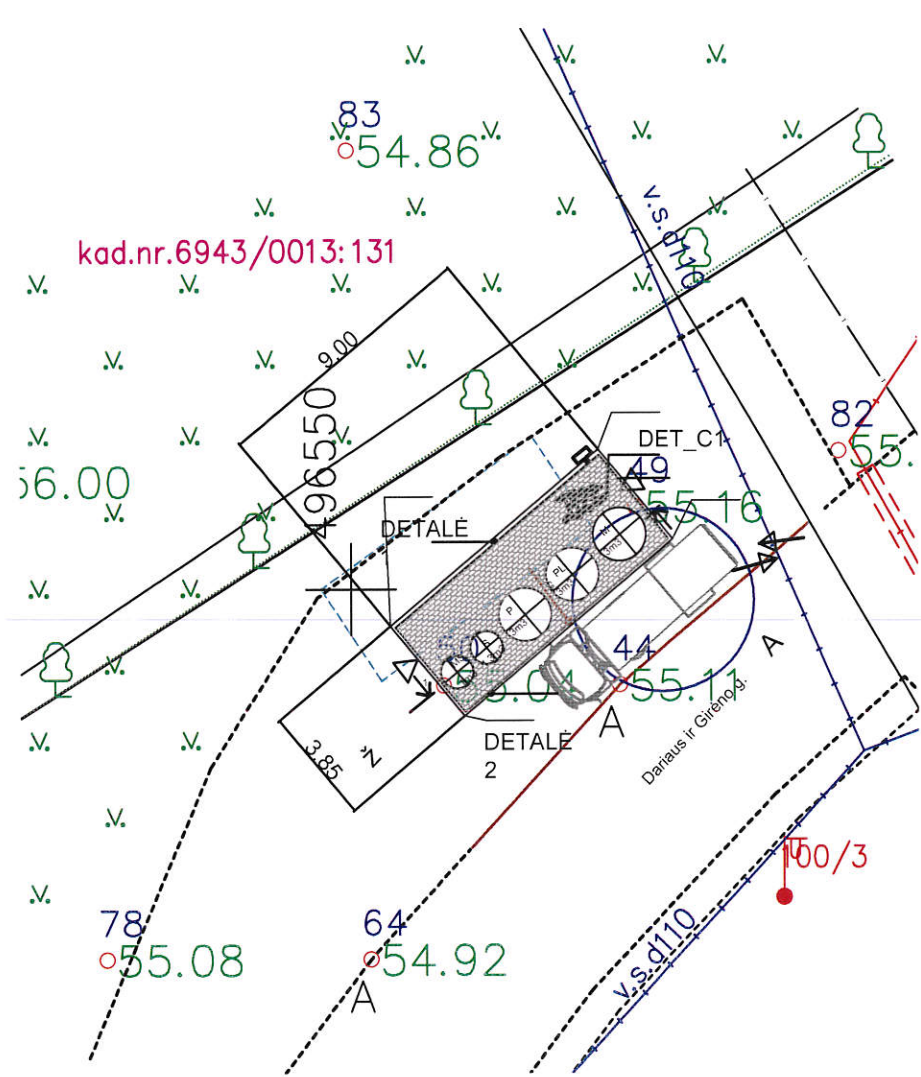 83
54.86
kad.nr.6943/0013:131
v.s.d110
9.00
496550
82
55.
56.00
DET_C1
49
55.16
DETALĖ
M
3m3
PL
P
3m3
44
55.11
A
A
Dariaus ir Girėno g.
DETALĖ
2
3,85
Ž
100/3
78
55.08
64
54.92
A
v.s.d110